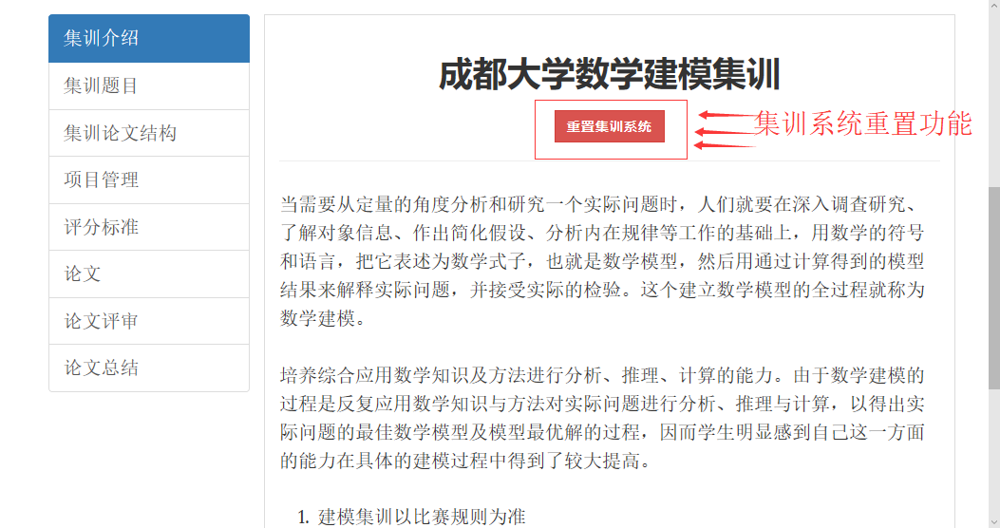 集训介绍
集训题目
集训论文结构
项目管理
评分标准
论文
论文评审
论文总结
成都大学数学建模集训
重置集训系统
集训系统重置功能
当需要从定量的角度分析和研究一个实际问题时，人们就要在深入调查研究、
了解对象信息、作出简化假设、分析内在规律等工作的基础上，用数学的符号
和语言，把它表述为数学式子，也就是数学模型，然后用通过计算得到的模型
结果来解释实际问题，并接受实际的检验。这个建立数学模型的全过程就称为
数学建模。
培养综合应用数学知识及方法进行分析、推理、计算的能力。由于数学建模的
过程是反复应用数学知识与方法对实际问题进行分析、推理与计算，以得出实
际问题的最佳数学模型及模型最优解的过程，因而学生明显感到自己这一方面
的能力在具体的建模过程中得到了较大提高。
1. 建模集训以比赛规则为准